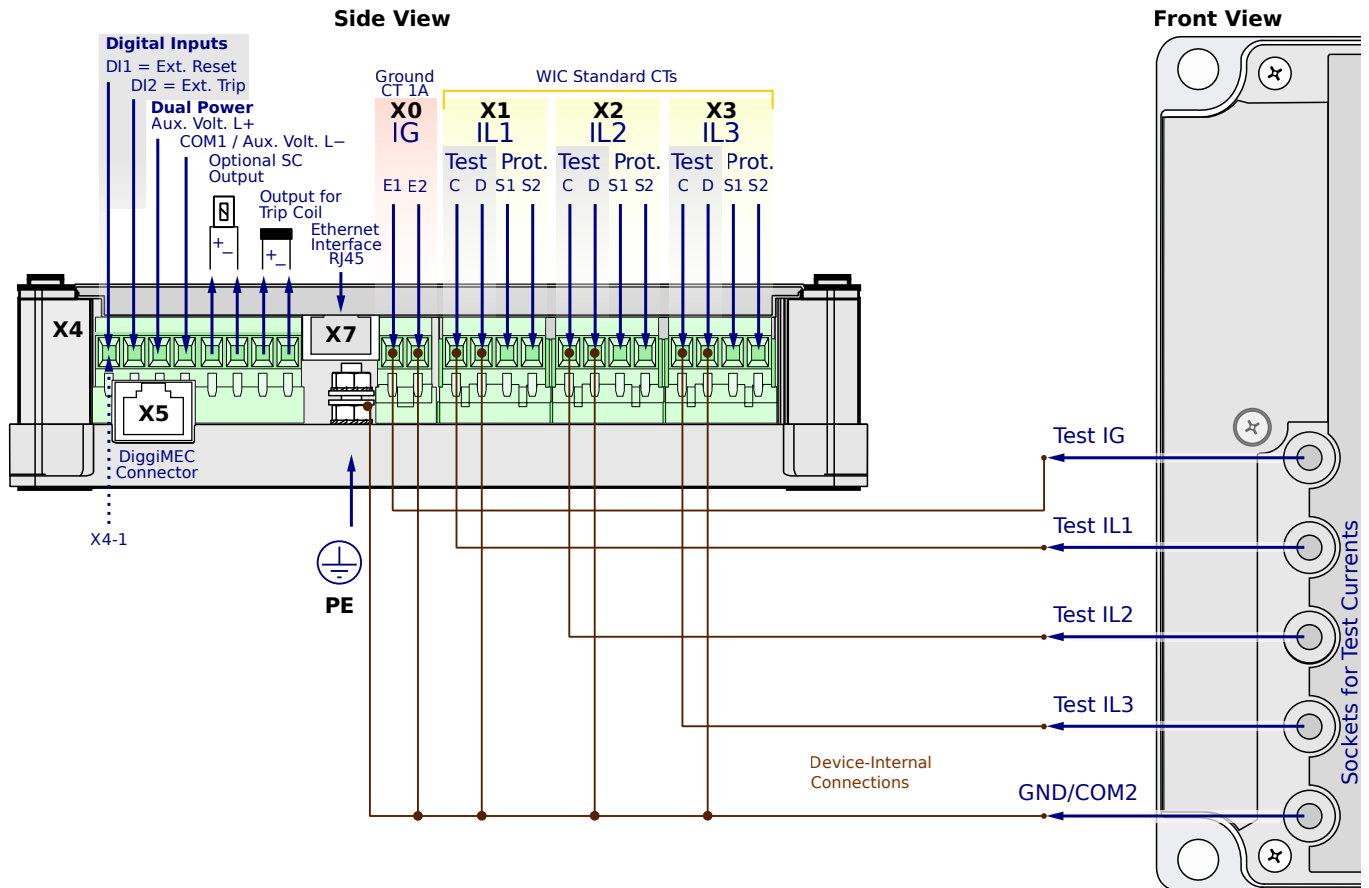 Side View
Front View
Digital Inputs
DI1 = Ext. Reset
DI2 = Ext. Trip
Dual Power
Aux. Volt. L+
COM1 / Aux. Volt. L−
Optional SC
Output
+
−
Output for
Trip Coil
+
−
Ethernet
Interface
RJ45
Ground
CT 1A
X0
IG
E1 E2
WIC Standard CTs
X1
IL1
Test Prot.
C D S1 S2
X2
IL2
Test Prot.
C D S1 S2
X3
IL3
Test Prot.
C D S1 S2
X4
X7
X5
DiggiMEC
Connector
X4-1
PE
Test IG
Test IL1
Test IL2
Test IL3
GND/COM2
Device-Internal
Connections
Sockets for Test Currents